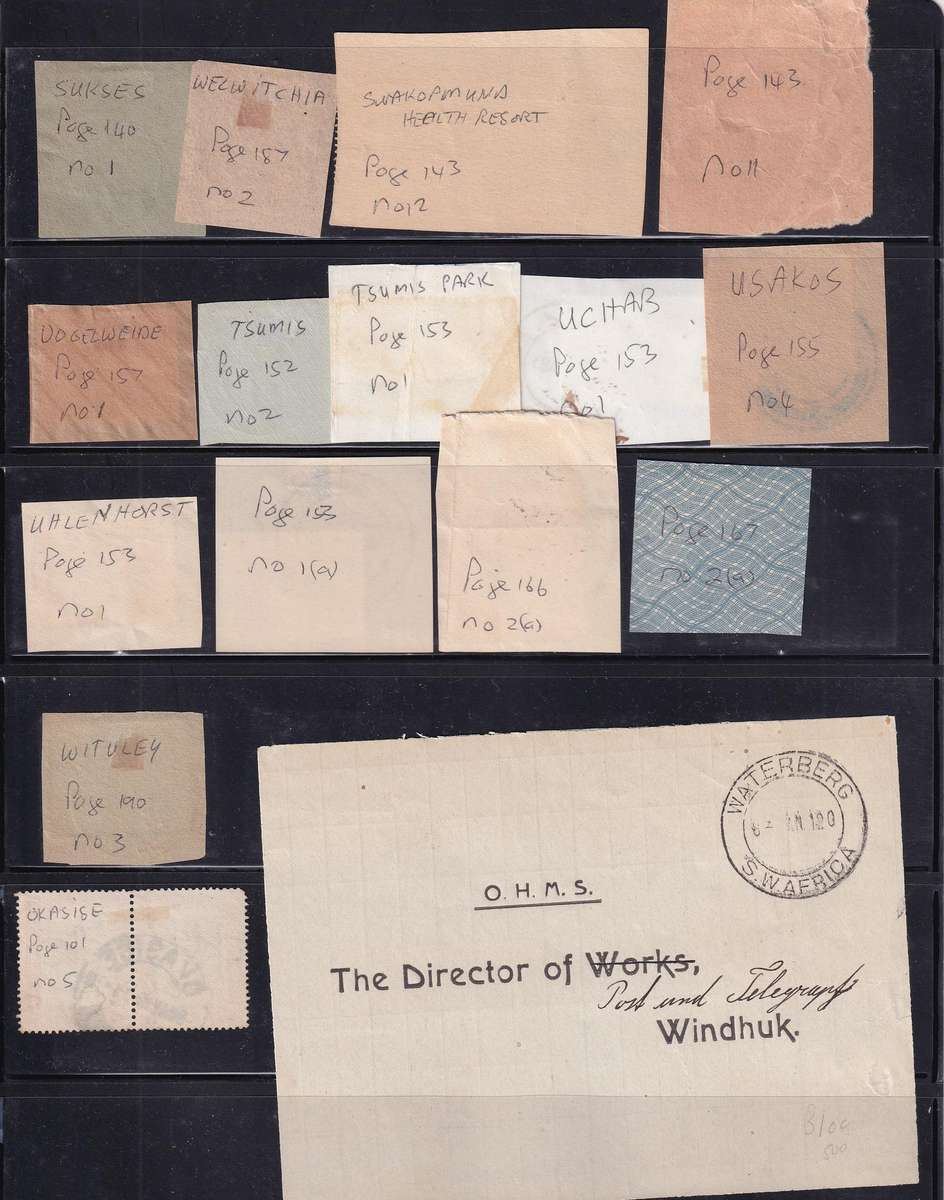 SUKSES
Page 140
no 1
WELWITCHIA
Page 187
no 2
SWAKOPMUND
HEALTH RESORT
Page 143
no 12
Page 143
no 11
VOGELWEIDE
Page 157
no 1
TSUMIS
Page 152
no 2
TSUMIS PARK
Page 153
no 1
UCHAB
Page 153
no 1
USAKOS
Page 155
no 4
UHLENHORST
Page 153
no 1
Page 153
no 1(a)
Page 166
no 2(a)
Page 167
no 2(a)
WITVLEY
Page 190
no 3
OKASISE
Page 101
no 5
WATERBERG
S.W.AFRICA
O.H.M.S.
The Director of Works,
Post und Telegrapf
Windhuk.
500